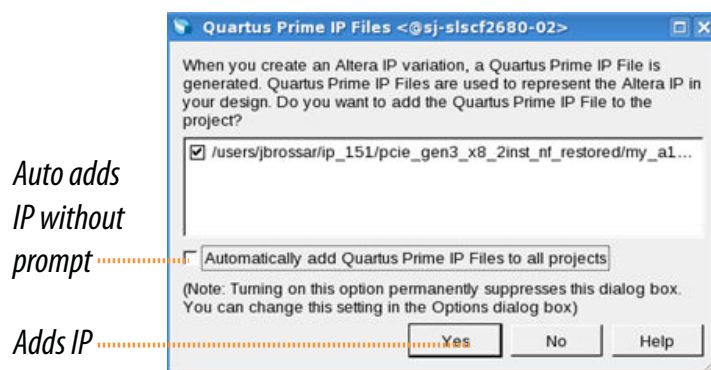 Quartus Prime IP Files <@sj-slscf2680-02>
When you create an Altera IP variation, a Quartus Prime IP File is
generated. Quartus Prime IP Files are used to represent the Altera IP in
your design. Do you want to add the Quartus Prime IP File to the
project?
/users/jbrossar/ip_151/pcie_gen3_x8_2inst_nf_restored/my_a1...
Auto adds
IP without
prompt
Automatically add Quartus Prime IP Files to all projects
(Note: Turning on this option permanently suppresses this dialog box.
You can change this setting in the Options dialog box)
Adds IP
Yes No Help